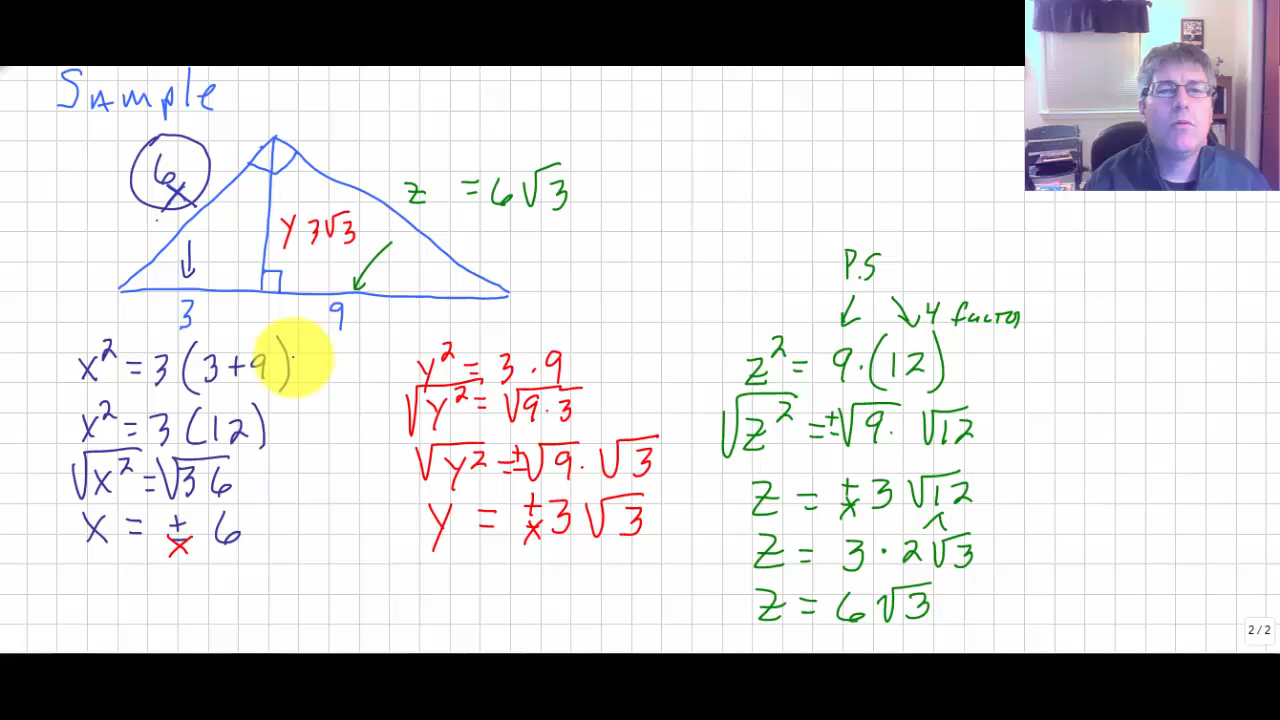 Sample
6 x
y 3√3
z = 6√3
3
9
x² = 3(3+9)
x² = 3(12)
√x² = √36
x = ± 6
y² = 3·9
√y² = √9·3
√y² = ±√9·√3
y = ± 3√3
P.S
4 factor
z² = 9·(12)
√z² = ±√9·√12
z = ± 3√12
z = 3·2√3
z = 6√3
2 / 2